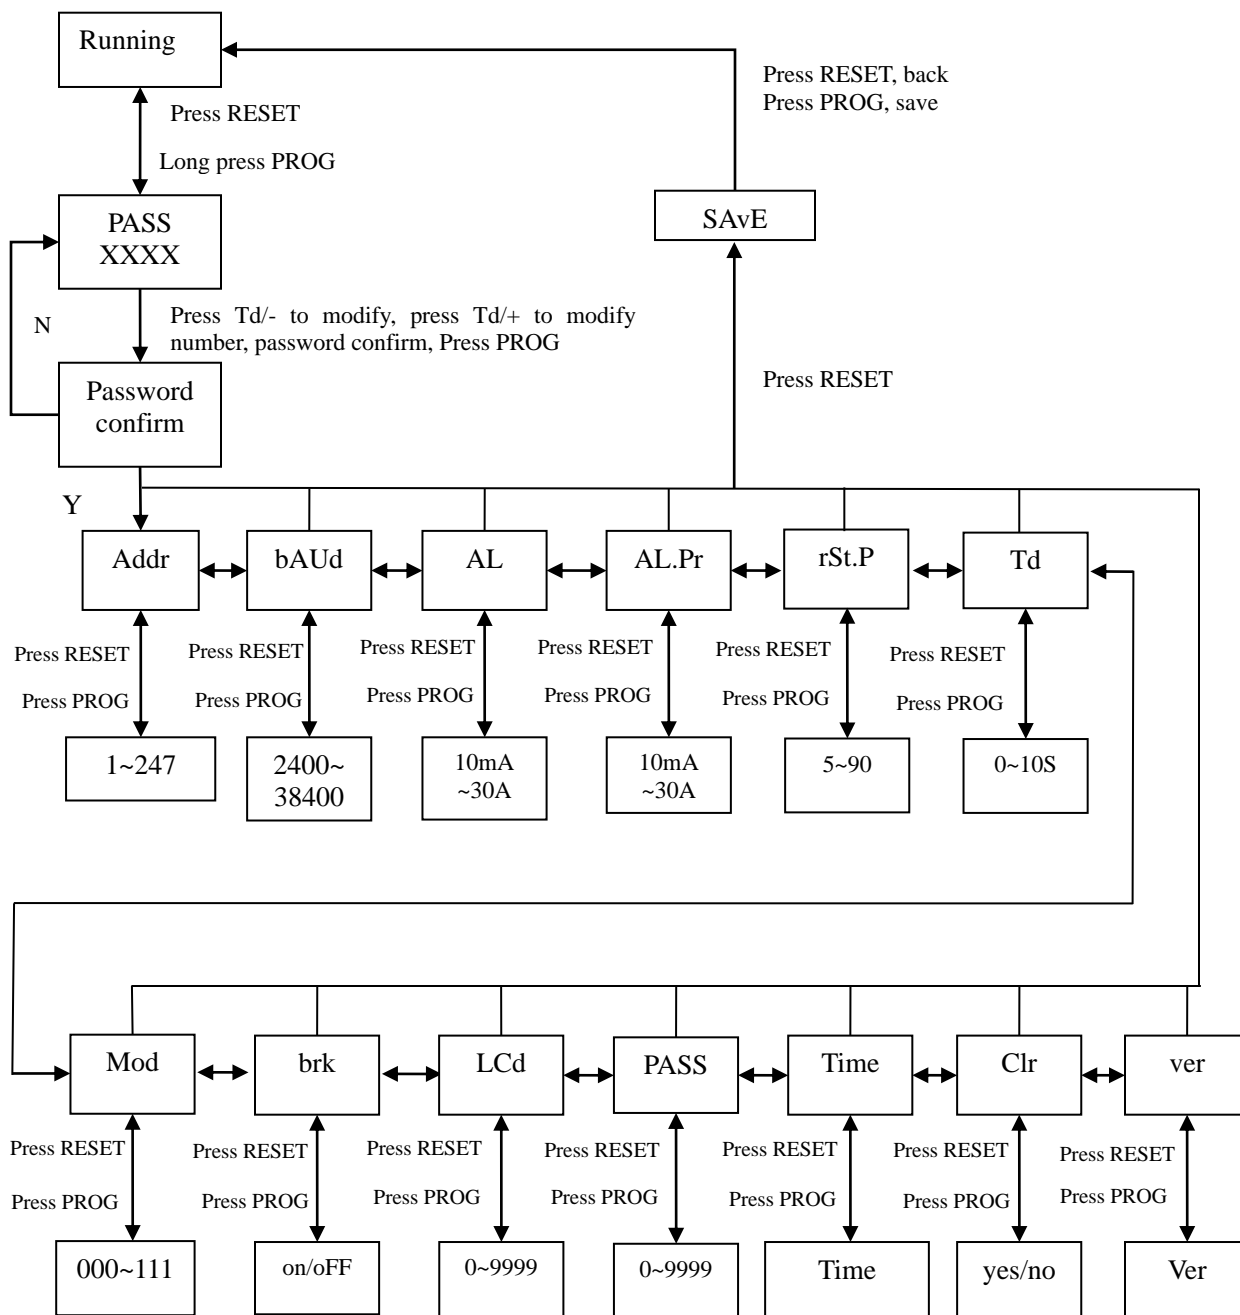 Running
Press RESET, back
Press PROG, save
Press RESET
Long press PROG
PASS
XXXX
SAvE
N
Press Td/- to modify, press Td/+ to modify
number, password confirm, Press PROG
Press RESET
Password
confirm
Y
Addr
bAUd
AL
AL.Pr
rSt.P
Td
Press RESET
Press RESET
Press RESET
Press RESET
Press RESET
Press RESET
Press PROG
Press PROG
Press PROG
Press PROG
Press PROG
Press PROG
1~247
2400~
38400
10mA
~30A
10mA
~30A
5~90
0~10S
Mod
brk
LCd
PASS
Time
Clr
ver
Press RESET
Press RESET
Press RESET
Press RESET
Press RESET
Press RESET
Press RESET
Press PROG
Press PROG
Press PROG
Press PROG
Press PROG
Press PROG
Press PROG
000~111
on/oFF
0~9999
0~9999
Time
yes/no
Ver